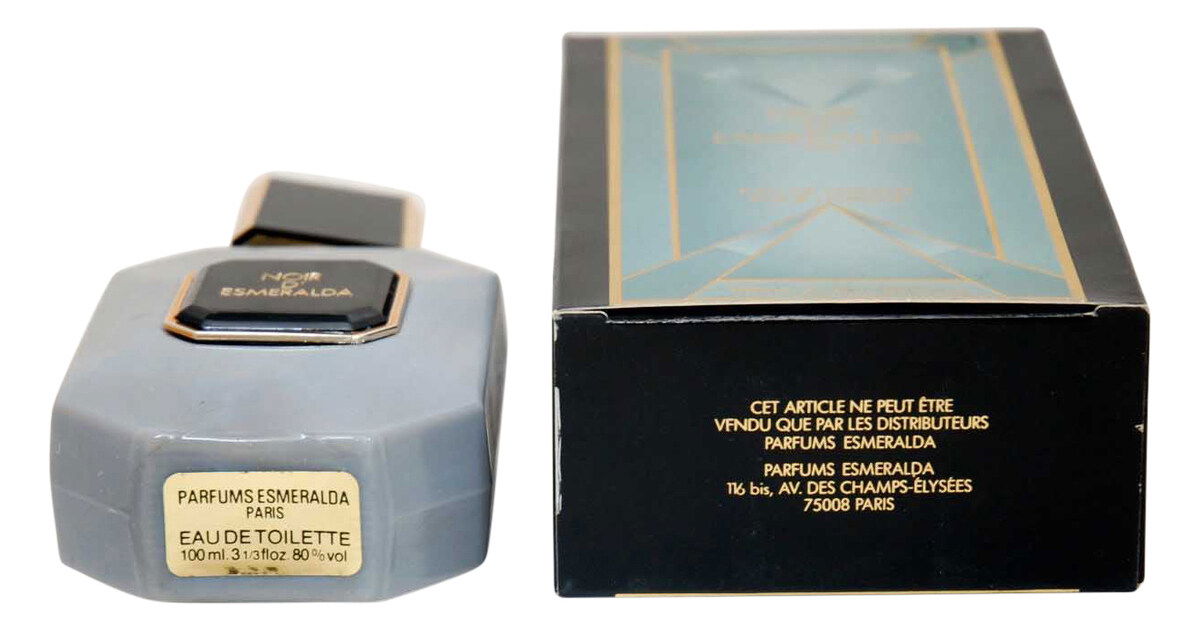 NOIR
D'
ESMERALDA
PARFUMS ESMERALDA
PARIS
EAU DE TOILETTE
100 ml. 3 1/3 fl oz. 80% vol
ESMERALDA
CET ARTICLE NE PEUT ÊTRE
VENDU QUE PAR LES DISTRIBUTEURS
PARFUMS ESMERALDA
PARFUMS ESMERALDA
116 bis, AV. DES CHAMPS-ÉLYSÉES
75008 PARIS